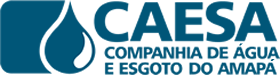 CAESA
COMPANHIA DE ÁGUA
E ESGOTO DO AMAPÁ